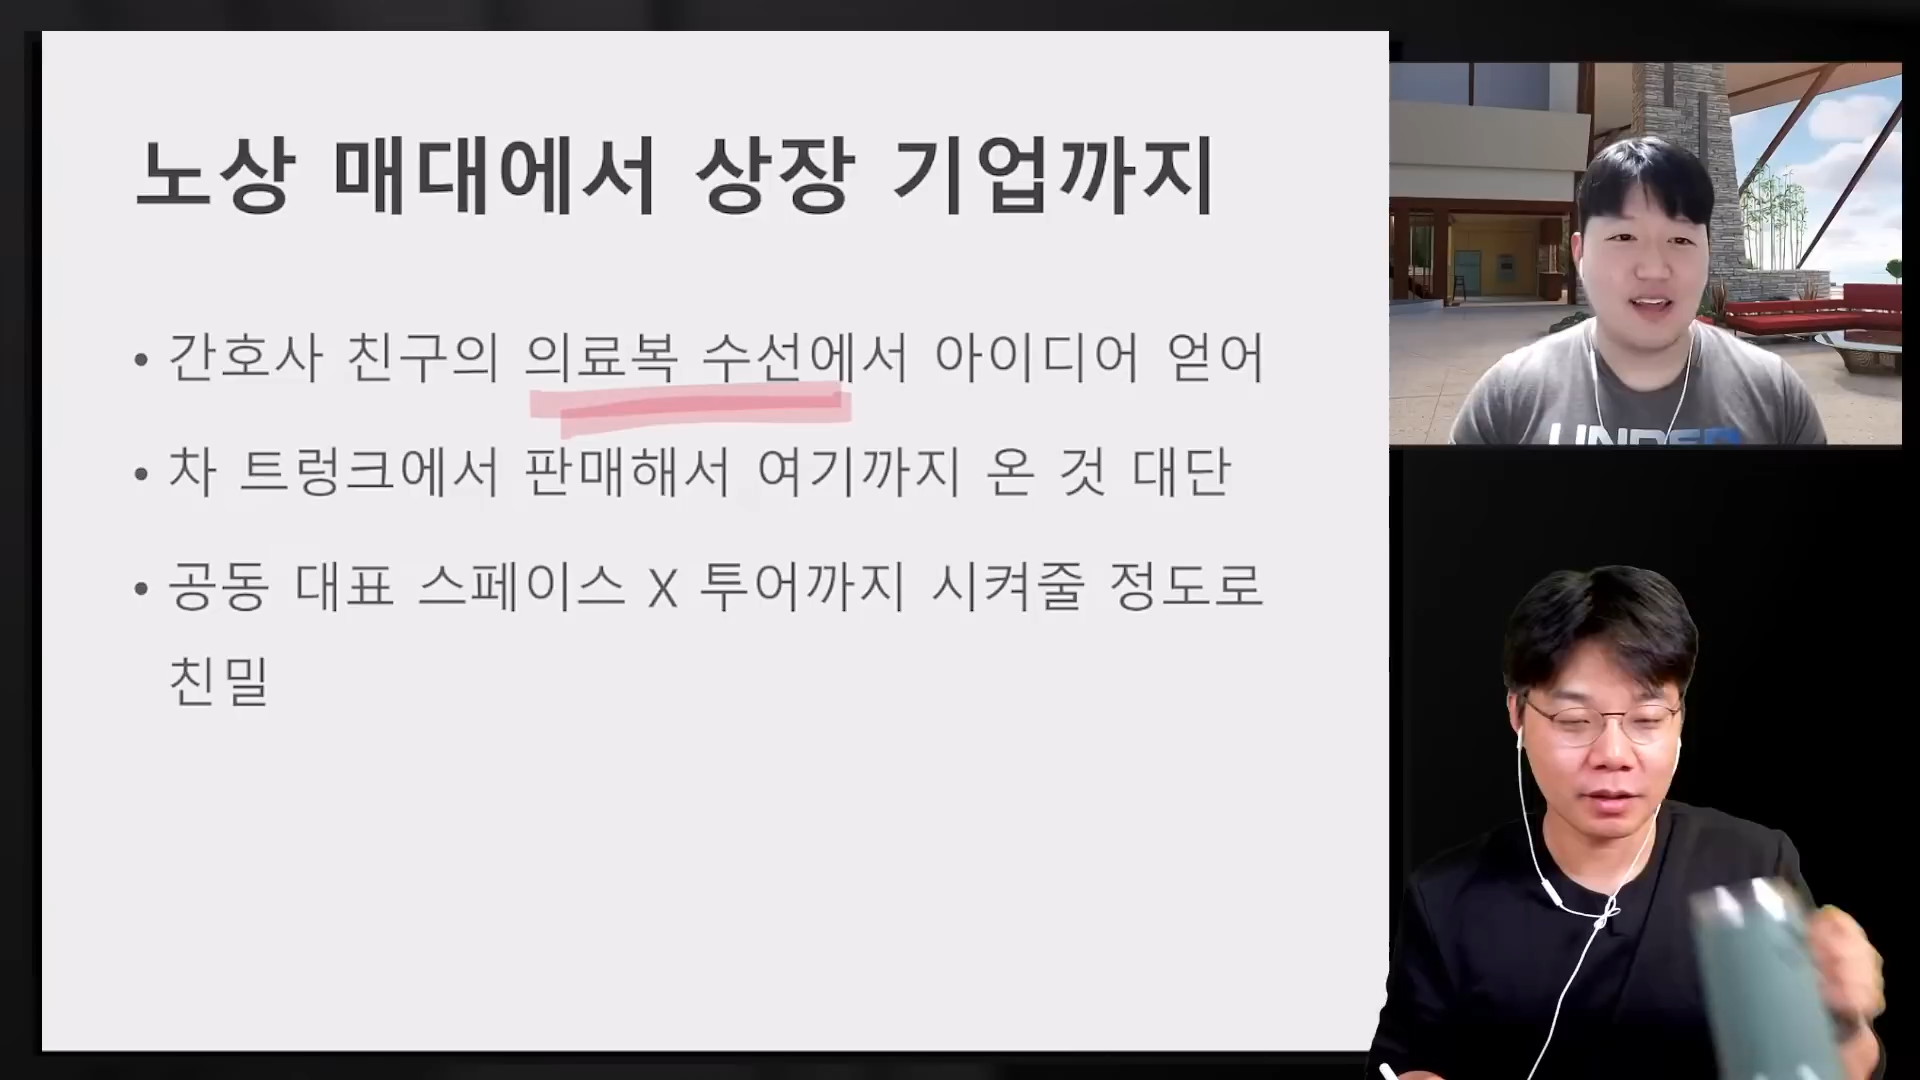 노상 매대에서 상장 기업까지
• 간호사 친구의 의료복 수선에서 아이디어 얻어
• 차 트렁크에서 판매해서 여기까지 온 것 대단
• 공동 대표 스페이스 X 투어까지 시켜줄 정도로
친밀
UNDER